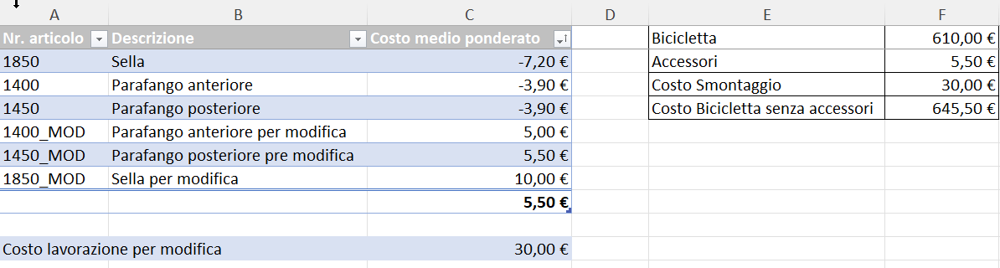 A B C D E F
Nr. articolo Descrizione Costo medio ponderato Bicicletta 610,00 €
1850 Sella -7,20 € Accessori 5,50 €
1400 Parafango anteriore -3,90 € Costo Smontaggio 30,00 €
1450 Parafango posteriore -3,90 € Costo Bicicletta senza accessori 645,50 €
1400_MOD Parafango anteriore per modifica 5,00 €
1450_MOD Parafango posteriore pre modifica 5,50 €
1850_MOD Sella per modifica 10,00 €
5,50 €
Costo lavorazione per modifica 30,00 €